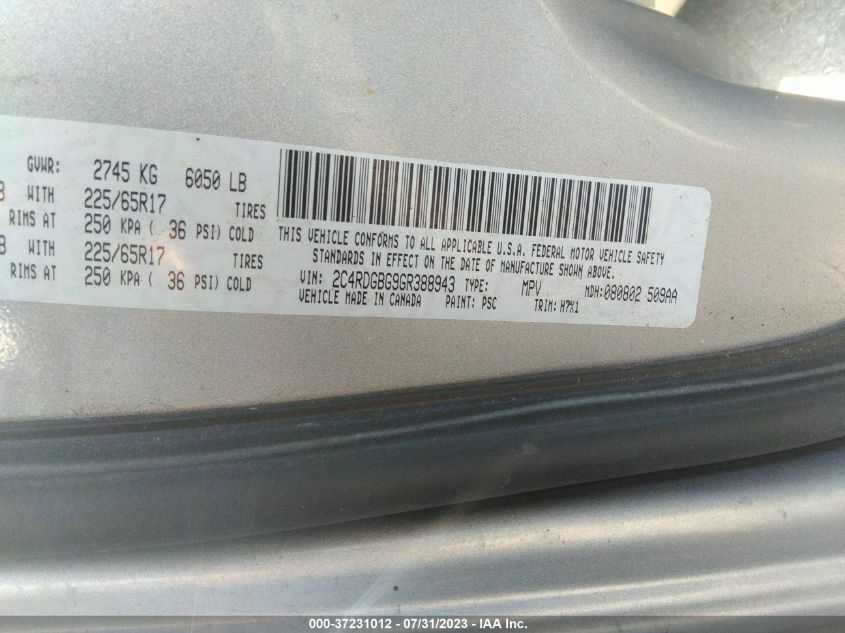 GVWR: 2745 KG 6050 LB
B WITH 225/65R17 TIRES
RIMS AT 250 KPA ( 36 PSI) COLD
B WITH 225/65R17 TIRES
RIMS AT 250 KPA ( 36 PSI) COLD
THIS VEHICLE CONFORMS TO ALL APPLICABLE U.S.A. FEDERAL MOTOR VEHICLE SAFETY
STANDARDS IN EFFECT ON THE DATE OF MANUFACTURE SHOWN ABOVE.
VIN: 2C4RDGBG9GR388943 TYPE: MPV MDH:080802 509AA
VEHICLE MADE IN CANADA PAINT: PSC TRIM: H7X1
000-37231012 - 07/31/2023 - IAA Inc.